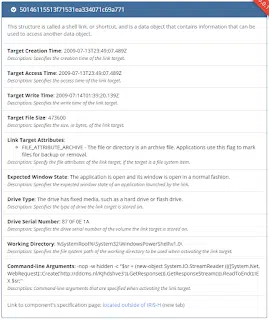 50146115513f71531ea334071c69a771
This structure is called a shell link, or shortcut, and is a data object that contains information that can be
used to access another data object.
Target Creation Time: 2009-07-13T23:49:07.489Z
Description: Specifies the creation time of the link target.
Target Access Time: 2009-07-13T23:49:07.489Z
Description: Specifies the access time of the link target.
Target Write Time: 2009-07-14T01:39:20.139Z
Description: Specifies the write time of the link target.
Target File Size: 473600
Description: Specifies the size, in bytes, of the link target.
Link Target Attributes:
FILE_ATTRIBUTE_ARCHIVE - The file or directory is an archive file. Applications use this flag to mark
files for backup or removal.
Description: Specify the file attributes of the link target, if the target is a file system item.
Expected Window State: The application is open and its window is open in a normal fashion.
Description: Specifies the expected window state of an application launched by the link.
Drive Type: The drive has fixed media, such as a hard drive or flash drive.
Description: Specifies the type of drive the link target is stored on.
Drive Serial Number: B7 0F 0E 1A
Description: Specifies the drive serial number of the volume the link target is stored on.
Working Directory: %SystemRoot%\System32\WindowsPowerShell\v1.0\
Description: Specifies the file system path of the working directory to be used when activating the link target.
Command-line Arguments: -nop -w hidden -c "$sr = (new-object System.IO.StreamReader ((([System.Net.
Description: Command line arguments that are specified when activating the link target.
Link to component's specification page: located outside of IRIS-H (new tab)